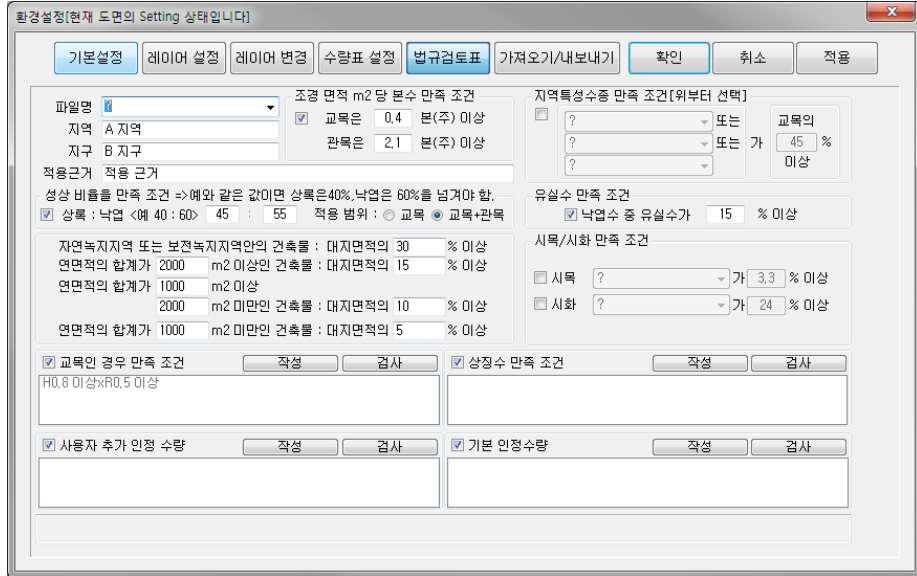 환경설정[현재 도면의 Setting 상태입니다]
기본설정 레이어 설정 레이어 변경 수량표 설정 법규검토표 가져오기/내보내기 확인 취소 적용
파일명 ?
지역 A 지역
지구 B 지구
적용근거 적용 근거
조경 면적 m2 당 본수 만족 조건
교목은 0.4 본(주) 이상
관목은 2.1 본(주) 이상
지역특성수종 만족 조건[위부터 선택]
? 또는
? 또는 가
?
교목의
45 %
이상
성상 비율을 만족 조건 =>예와 같은 값이면 상록은40%,낙엽은 60%을 넘겨야 함.
상록 : 낙엽 <예 40 : 60> 45 : 55 적용 범위 : 교목 교목+관목
유실수 만족 조건
낙엽수 중 유실수가 15 % 이상
자연녹지지역 또는 보전녹지지역안의 건축물 : 대지면적의 30 % 이상
연면적의 합계가 2000 m2 이상인 건축물 : 대지면적의 15 % 이상
연면적의 합계가 1000 m2 이상
2000 m2 미만인 건축물 : 대지면적의 10 % 이상
연면적의 합계가 1000 m2 미만인 건축물 : 대지면적의 5 % 이상
시목/시화 만족 조건
시목 ? 가 3.3 % 이상
시화 ? 가 24 % 이상
교목인 경우 만족 조건 작성 검사
H0.8 이상xR0.5 이상
상징수 만족 조건 작성 검사
사용자 추가 인정 수량 작성 검사
기본 인정수량 작성 검사